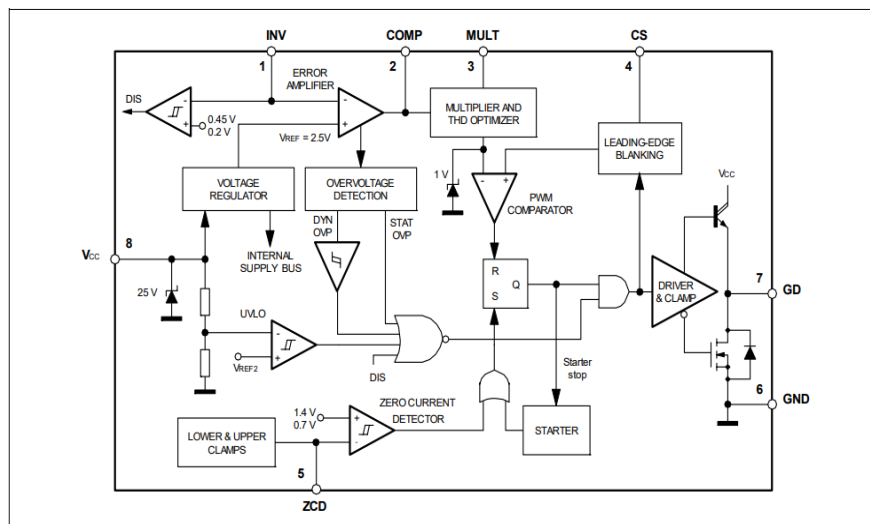 INV
COMP
MULT
CS
1
2
3
4
ERROR
AMPLIFIER
DIS
-
+
0.45 V
0.2 V
-
+
VREF = 2.5V
MULTIPLIER AND
THD OPTIMIZER
LEADING-EDGE
BLANKING
VCC
VOLTAGE
REGULATOR
OVERVOLTAGE
DETECTION
1 V
-
+
PWM
COMPARATOR
DYN
OVP
STAT
OVP
INTERNAL
SUPPLY BUS
VCC
8
25 V
R
S
Q
DRIVER
& CLAMP
7
GD
UVLO
-
+
VREF2
DIS
Starter
stop
6
GND
1.4 V
0.7 V
+
-
ZERO CURRENT
DETECTOR
LOWER & UPPER
CLAMPS
STARTER
5
ZCD